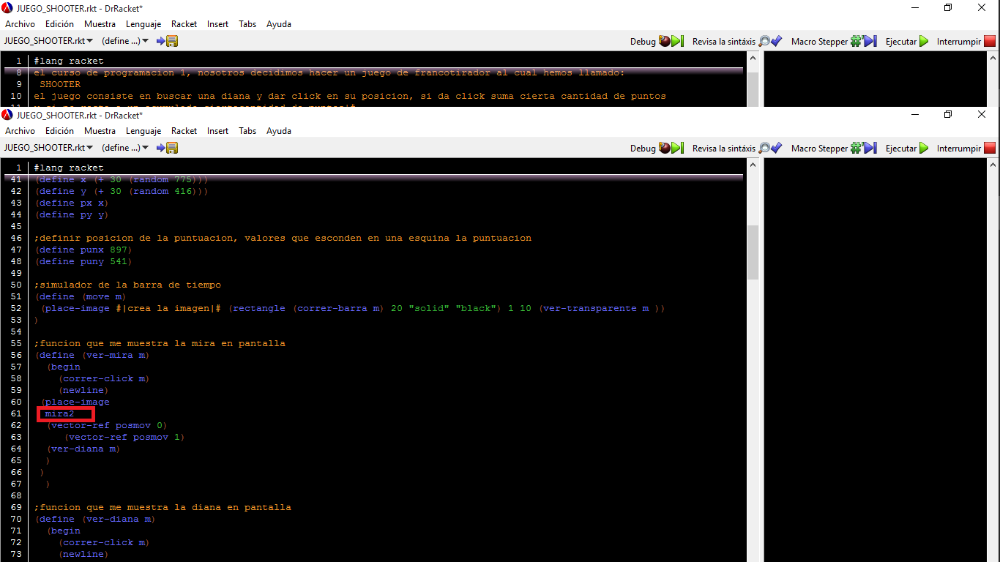 JUEGO_SHOOTER.rkt - DrRacket*
Archivo Edición Muestra Lenguaje Racket Insert Tabs Ayuda
JUEGO_SHOOTER.rkt (define ...) Debug Revisa la sintáxis Macro Stepper Ejecutar Interrumpir
1 #lang racket
8 el curso de programacion 1, nosotros decidimos hacer un juego de francotirador al cual hemos llamado:
9 SHOOTER
10 el juego consiste en buscar una diana y dar click en su posicion, si da click suma cierta cantidad de puntos
JUEGO_SHOOTER.rkt - DrRacket*
Archivo Edición Muestra Lenguaje Racket Insert Tabs Ayuda
JUEGO_SHOOTER.rkt (define ...) Debug Revisa la sintáxis Macro Stepper Ejecutar Interrumpir
1 #lang racket
41 (define x (+ 30 (random 775)))
42 (define y (+ 30 (random 416)))
43 (define px x)
44 (define py y)
45
46 ;definir posicion de la puntuacion, valores que esconden en una esquina la puntuacion
47 (define punx 897)
48 (define puny 541)
49
50 ;simulador de la barra de tiempo
51 (define (move m)
52 (place-image #|crea la imagen|# (rectangle (correr-barra m) 20 "solid" "black") 1 10 (ver-transparente m ))
53 )
54
55 ;funcion que me muestra la mira en pantalla
56 (define (ver-mira m)
57 (begin
58 (correr-click m)
59 (newline)
60 (place-image
61 mira2
62 (vector-ref posmov 0)
63 (vector-ref posmov 1)
64 (ver-diana m)
65 )
66 )
67 )
68
69 ;funcion que me muestra la diana en pantalla
70 (define (ver-diana m)
71 (begin
72 (correr-click m)
73 (newline)